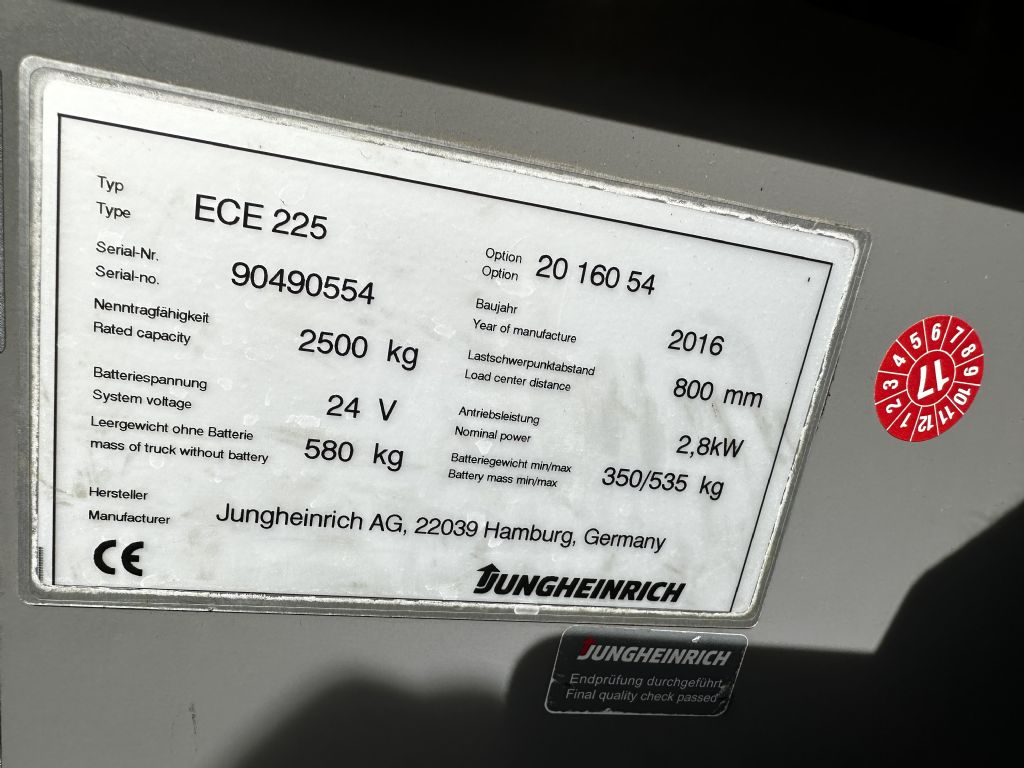 Typ
Type
ECE 225
Serial-Nr.
Serial-no.
90490554
Nenntragfähigkeit
Rated capacity
2500 kg
Batteriespannung
System voltage
24 V
Leergewicht ohne Batterie
mass of truck without battery
580 kg
Option
Option
20 160 54
Baujahr
Year of manufacture
2016
Lastschwerpunktabstand
Load center distance
800 mm
Antriebsleistung
Nominal power
2,8kW
Batteriegewicht min/max
Battery mass min/max
350/535 kg
Hersteller
Manufacturer
Jungheinrich AG, 22039 Hamburg, Germany
CE
JUNGHEINRICH
1 2 3 4 5 6 7 8 9 10 11 12
17
JUNGHEINRICH
Endprüfung durchgeführt
Final quality check passed